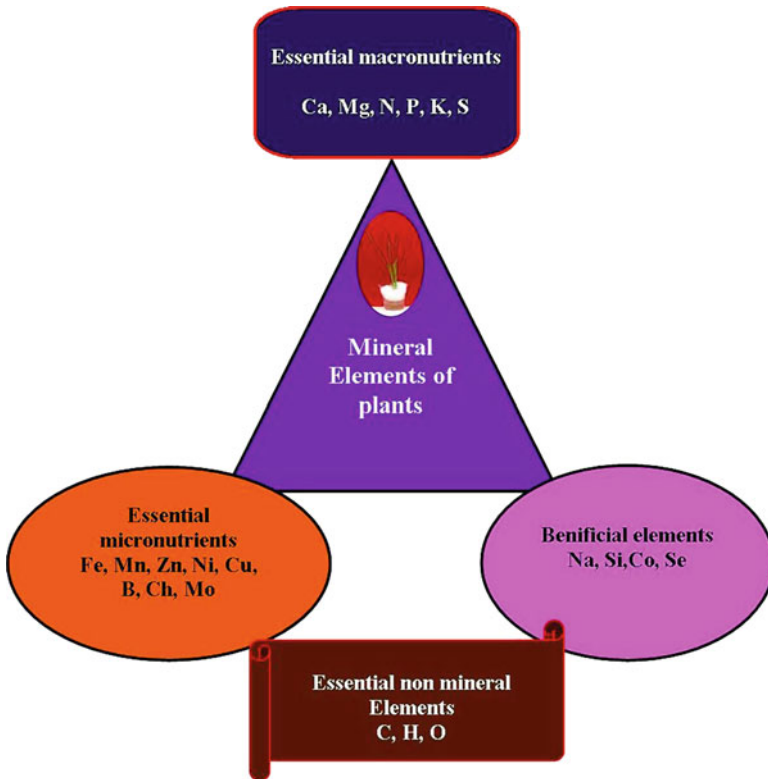 Essential macronutrients
Ca, Mg, N, P, K, S
Mineral
Elements of
plants
Essential
micronutrients
Fe, Mn, Zn, Ni, Cu,
B, Ch, Mo
Benificial elements
Na, Si,Co, Se
Essential non mineral
Elements
C, H, O